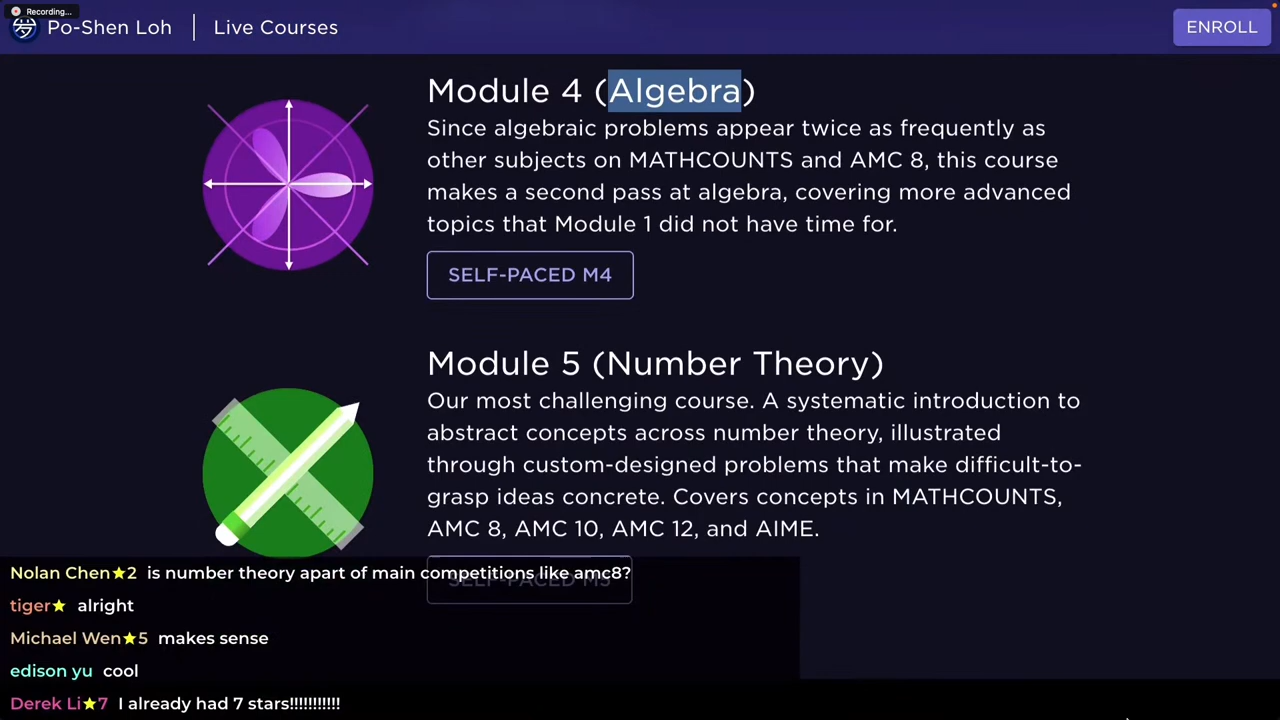 Recording...
Po-Shen Loh | Live Courses
ENROLL
Module 4 (Algebra)
Since algebraic problems appear twice as frequently as
other subjects on MATHCOUNTS and AMC 8, this course
makes a second pass at algebra, covering more advanced
topics that Module 1 did not have time for.
SELF-PACED M4
Module 5 (Number Theory)
Our most challenging course. A systematic introduction to
abstract concepts across number theory, illustrated
through custom-designed problems that make difficult-to-
grasp ideas concrete. Covers concepts in MATHCOUNTS,
AMC 8, AMC 10, AMC 12, and AIME.
SELF-PACED M5
Nolan Chen★2 is number theory apart of main competitions like amc8?
tiger★ alright
Michael Wen★5 makes sense
edison yu cool
Derek Li★7 I already had 7 stars!!!!!!!!!!!